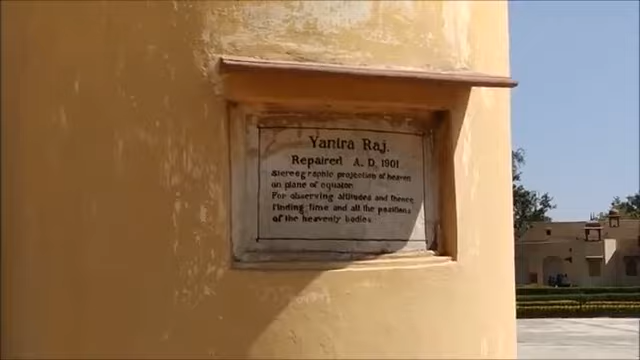 YANTRA RAJ.
REPAIRED A. D. 1901
Stereographic projection of heaven
on plane of equator
For observing altitudes and thence
finding time and all the positions
of the heavenly bodies